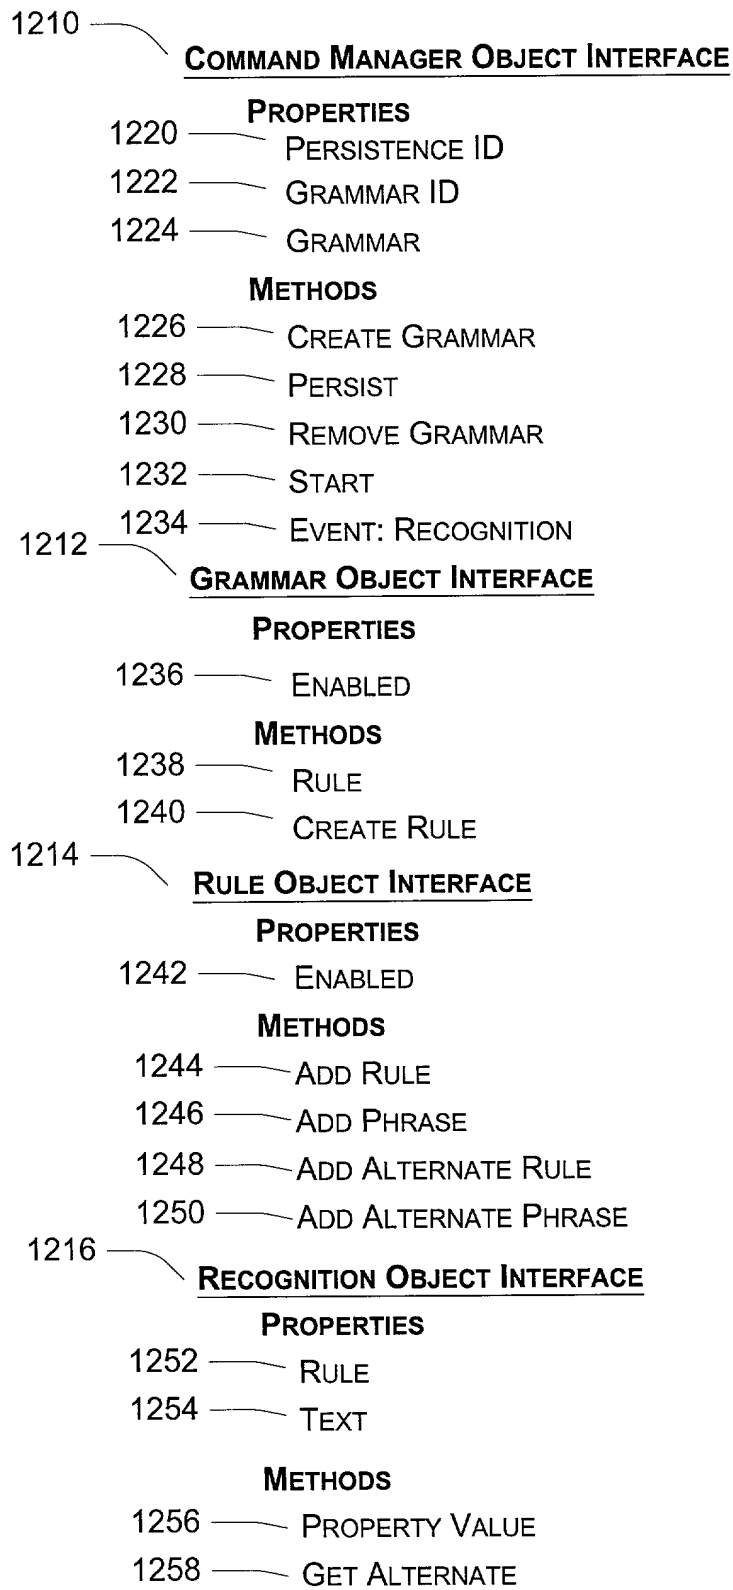 1210
COMMAND MANAGER OBJECT INTERFACE
PROPERTIES
1220 PERSISTENCE ID
1222 GRAMMAR ID
1224 GRAMMAR
METHODS
1226 CREATE GRAMMAR
1228 PERSIST
1230 REMOVE GRAMMAR
1232 START
1234 EVENT: RECOGNITION
1212
GRAMMAR OBJECT INTERFACE
PROPERTIES
1236 ENABLED
METHODS
1238 RULE
1240 CREATE RULE
1214
RULE OBJECT INTERFACE
PROPERTIES
1242 ENABLED
METHODS
1244 ADD RULE
1246 ADD PHRASE
1248 ADD ALTERNATE RULE
1250 ADD ALTERNATE PHRASE
1216
RECOGNITION OBJECT INTERFACE
PROPERTIES
1252 RULE
1254 TEXT
METHODS
1256 PROPERTY VALUE
1258 GET ALTERNATE